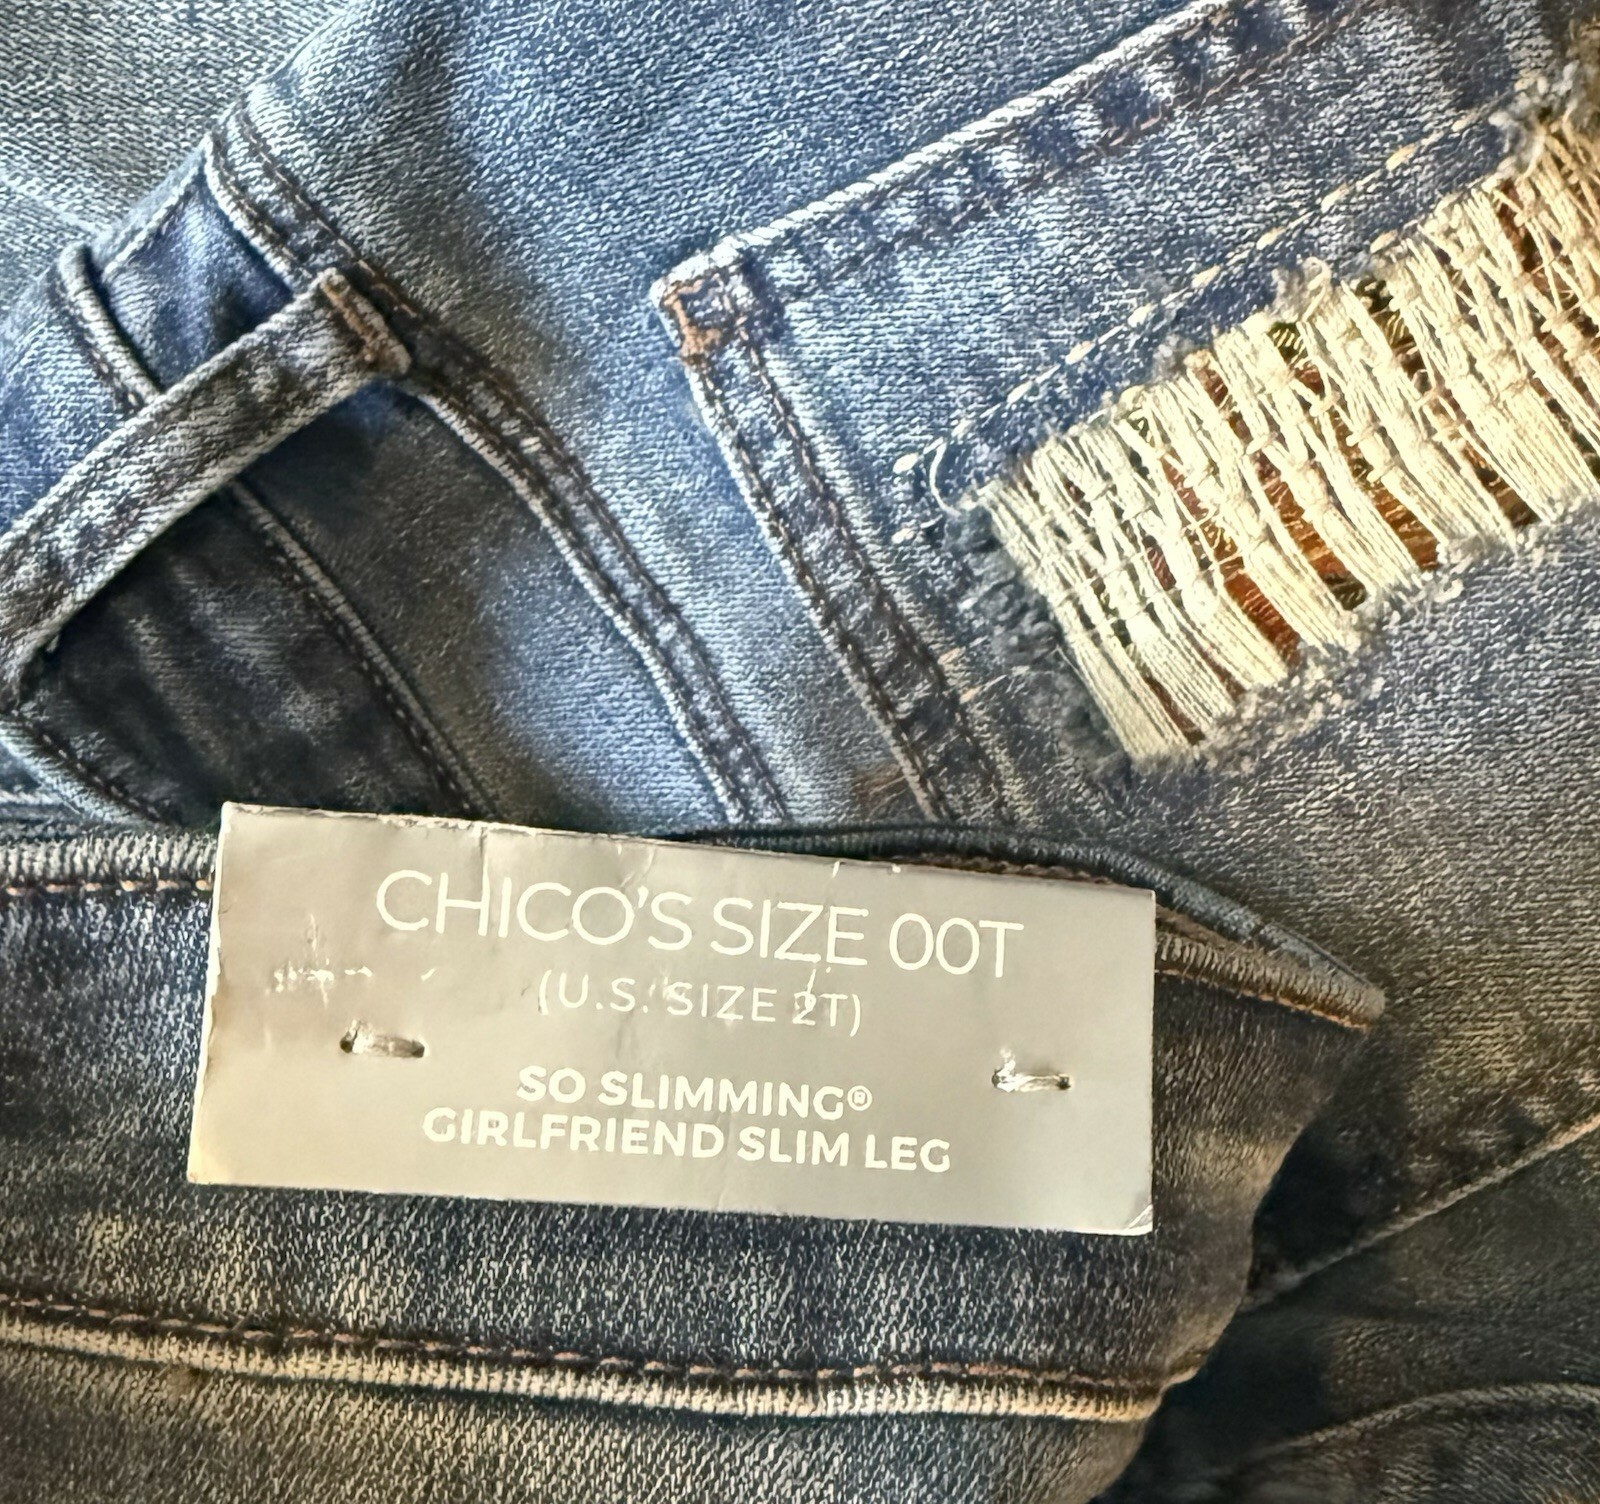 CHICO'S SIZE 00T
(U.S. SIZE 2T)
SO SLIMMING®
GIRLFRIEND SLIM LEG